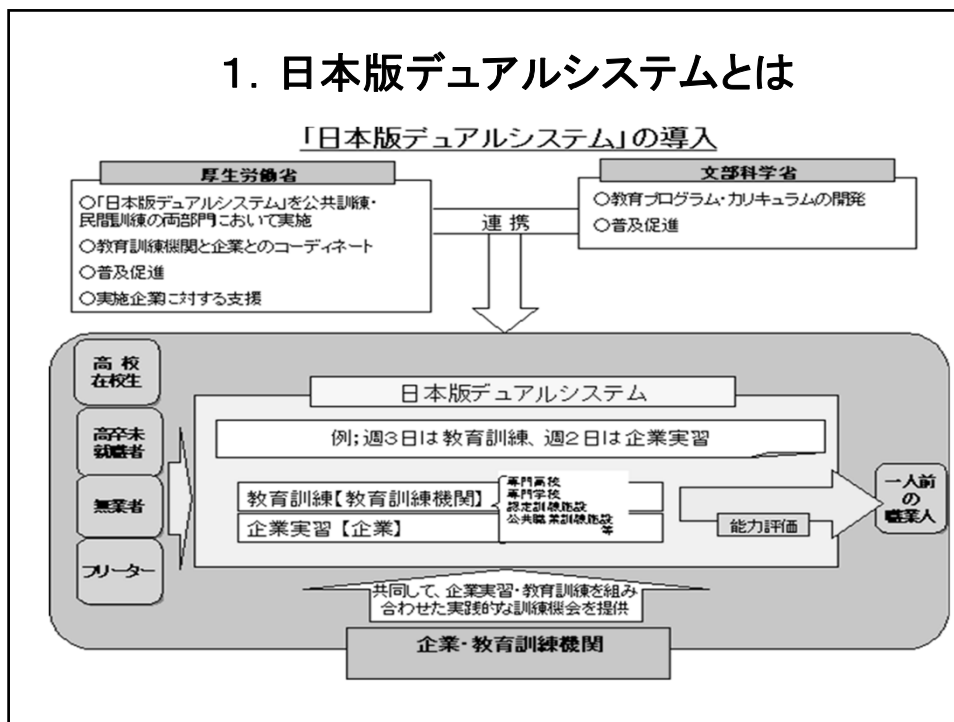 1. 日本版デュアルシステムとは
「日本版デュアルシステム」の導入
厚生労働省
○「日本版デュアルシステム」を公共訓練・
民間訓練の両部門において実施
○教育訓練機関と企業とのコーディネート
○普及促進
○実施企業に対する支援
連携
文部科学省
○教育プログラム・カリキュラムの開発
○普及促進
高校
在校生
高卒未
就職者
無業者
フリーター
日本版デュアルシステム
例;週3日は教育訓練、週2日は企業実習
教育訓練【教育訓練機関】
企業実習【企業】
専門高校
専門学校
認定訓練施設
公共職業訓練施設
等
能力評価
一人前
の
職業人
共同して、企業実習・教育訓練を組み
合わせた実践的な訓練機会を提供
企業・教育訓練機関